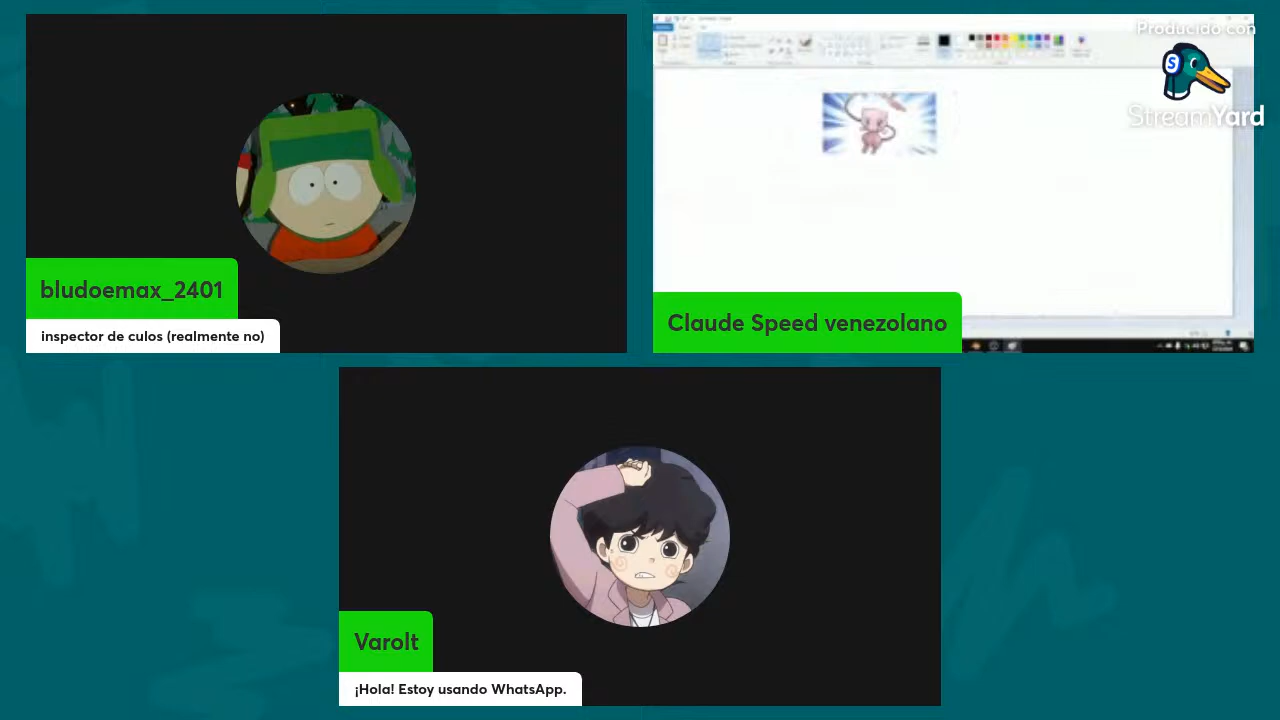 Producido con
StreamYard
bludoemax_2401
inspector de culos (realmente no)
Claude Speed venezolano
Varolt
¡Hola! Estoy usando WhatsApp.